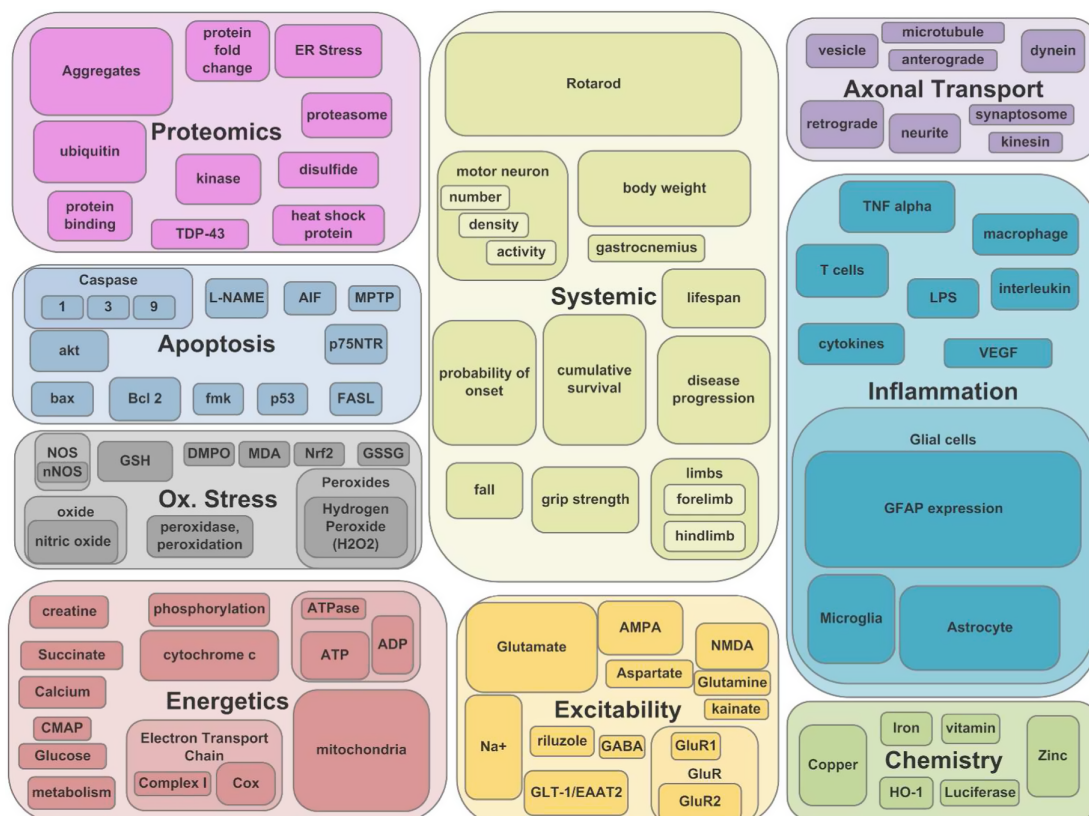 Aggregates
protein
fold
change
ER Stress
proteasome
Proteomics
ubiquitin
kinase
disulfide
protein
binding
TDP-43
heat shock
protein
Caspase
1
3
9
L-NAME
AIF
MPTP
akt
Apoptosis
p75NTR
bax
Bcl 2
fmk
p53
FASL
NOS
nNOS
GSH
DMPO
MDA
Nrf2
GSSG
Ox. Stress
Peroxides
oxide
nitric oxide
peroxidase,
peroxidation
Hydrogen
Peroxide
(H2O2)
creatine
phosphorylation
ATPase
ADP
Succinate
cytochrome c
ATP
Calcium
Energetics
CMAP
Glucose
metabolism
Electron Transport
Chain
Complex I
Cox
mitochondria
Rotarod
motor neuron
number
density
activity
body weight
gastrocnemius
Systemic
lifespan
probability of
onset
cumulative
survival
disease
progression
fall
grip strength
limbs
forelimb
hindlimb
Glutamate
AMPA
NMDA
Aspartate
Glutamine
kainate
Excitability
Na+
riluzole
GABA
GluR1
GluR
GluR2
GLT-1/EAAT2
vesicle
microtubule
anterograde
dynein
Axonal Transport
retrograde
neurite
synaptosome
kinesin
TNF alpha
macrophage
T cells
LPS
interleukin
cytokines
VEGF
Inflammation
Glial cells
GFAP expression
Microglia
Astrocyte
Copper
Iron
vitamin
Zinc
Chemistry
HO-1
Luciferase